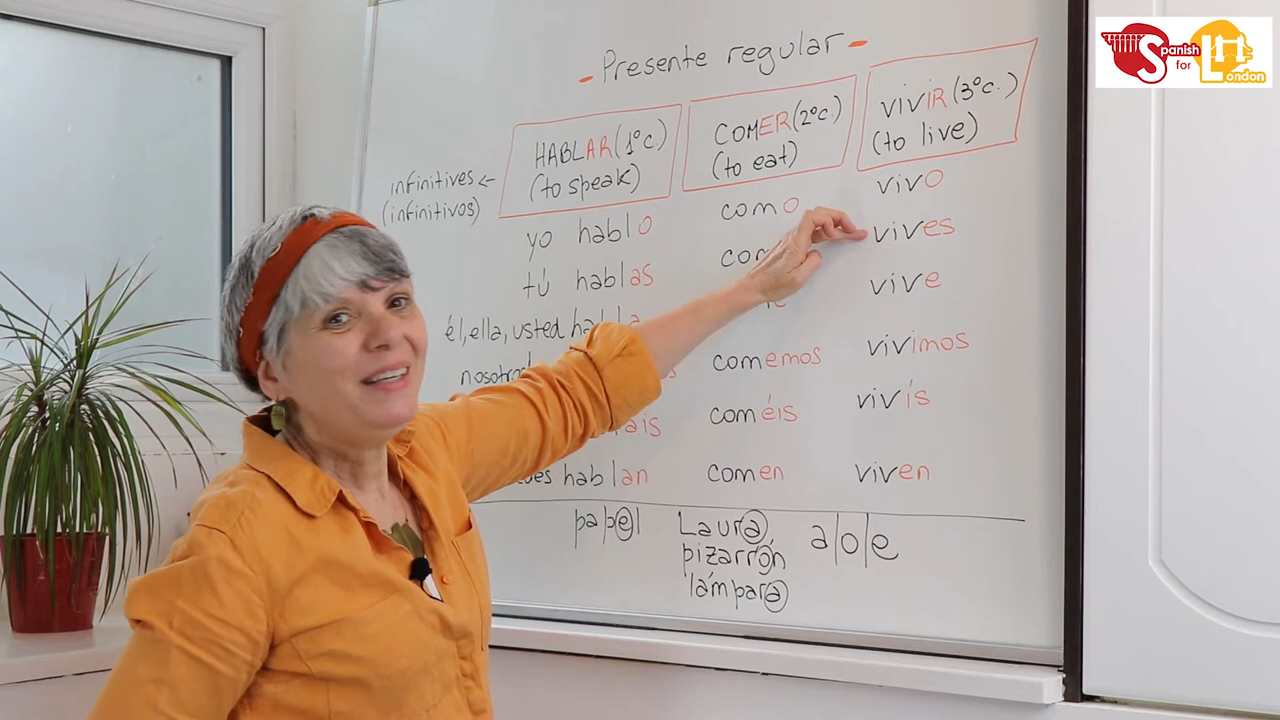 - Presente regular -
HABLAR (1ºc.) COMER (2ºc.) VIVIR (3ºc.)
(to speak) (to eat) (to live)
infinitives ←
(infinitivos)
yo hablo como vivo
tú hablas vives
él, ella, usted habla vive
comemos vivimos
coméis vivís
hablan comen viven
papel Laura, a|o|e
pizarrón
lámpara
Spanish
for London